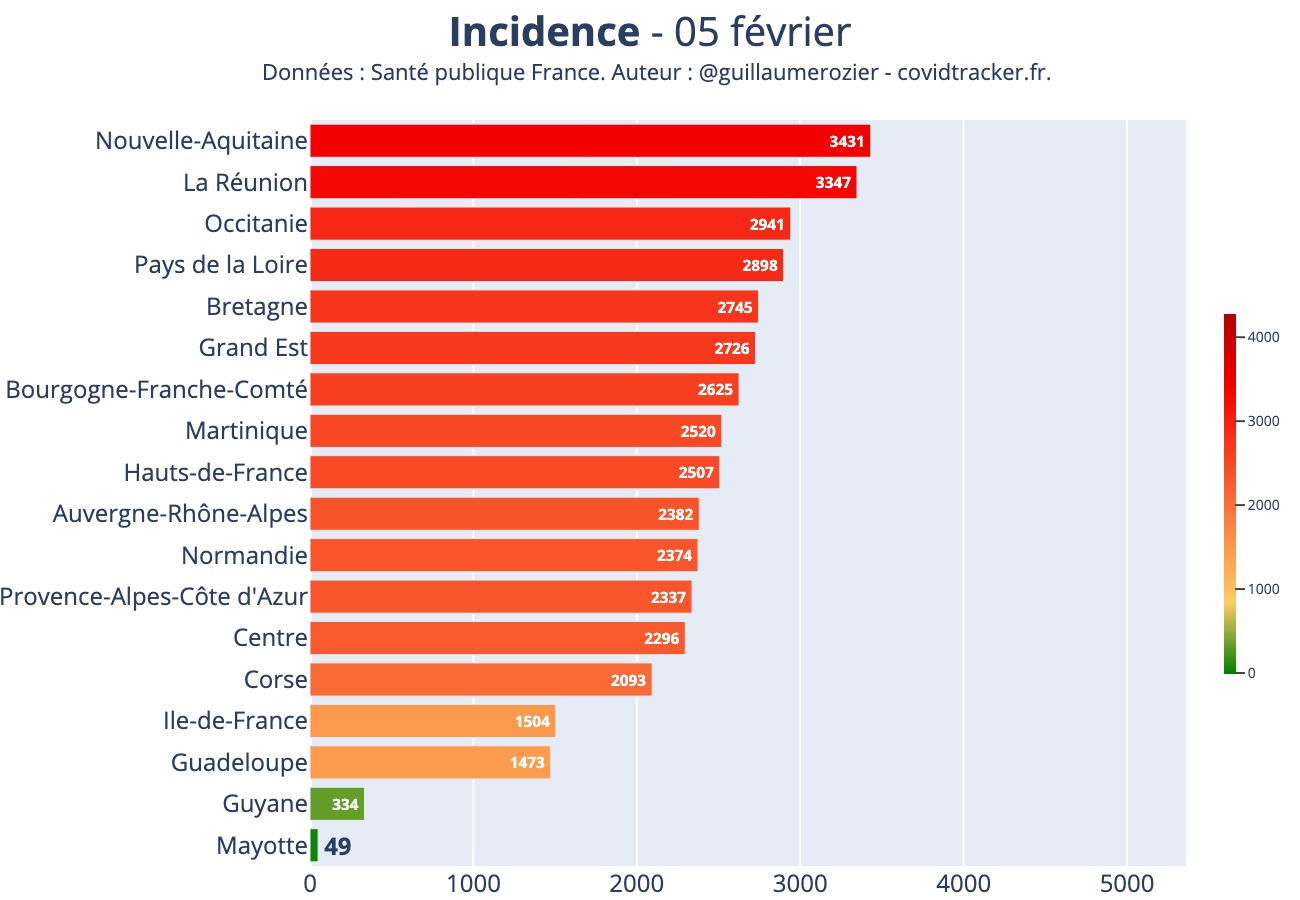 Incidence - 05 février
Données : Santé publique France. Auteur : @guillaumerozier - covidtracker.fr.
Nouvelle-Aquitaine 3431
La Réunion 3347
Occitanie 2941
Pays de la Loire 2898
Bretagne 2745
Grand Est 2726
Bourgogne-Franche-Comté 2625
Martinique 2520
Hauts-de-France 2507
Auvergne-Rhône-Alpes 2382
Normandie 2374
Provence-Alpes-Côte d'Azur 2337
Centre 2296
Corse 2093
Ile-de-France 1504
Guadeloupe 1473
Guyane 334
Mayotte 49
0 1000 2000 3000 4000 5000
4000
3000
2000
1000
0